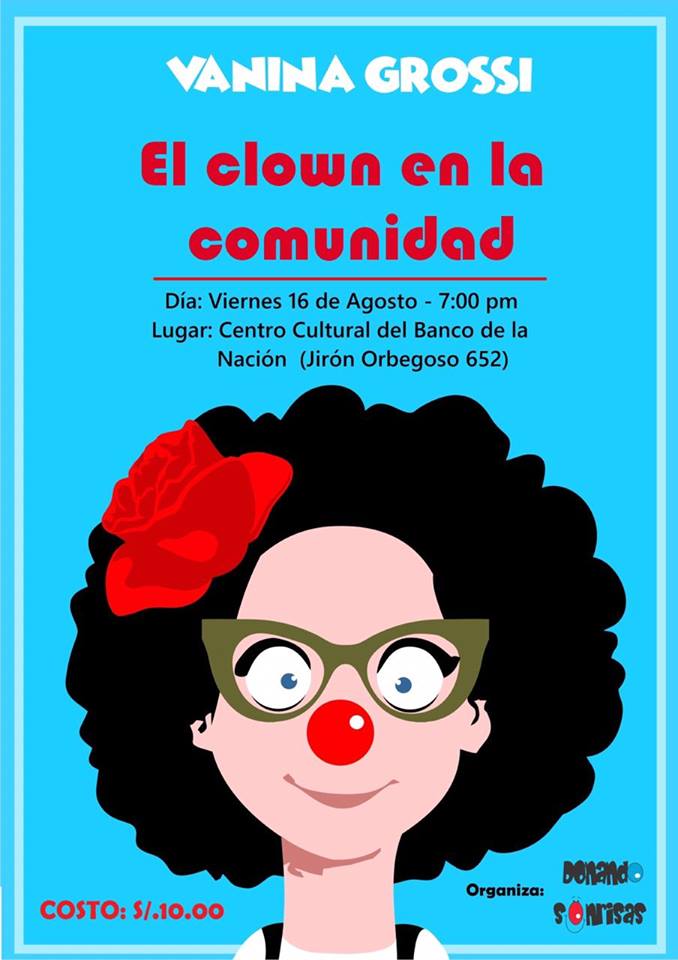 VANINA GROSSI
El clown en la
comunidad
Día: Viernes 16 de Agosto - 7:00 pm
Lugar: Centro Cultural del Banco de la
Nación (Jirón Orbegoso 652)
COSTO: S/.10.00
Organiza:
Donando
sonrisas